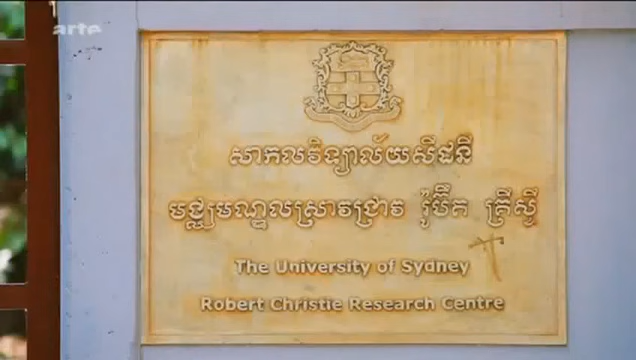 arte
សាកលវិទ្យាល័យស៊ីដនី
មជ្ឈមណ្ឌលស្រាវជ្រាវ រ៉ូប៊ឺត គ្រីស្ទី
The University of Sydney
Robert Christie Research Centre